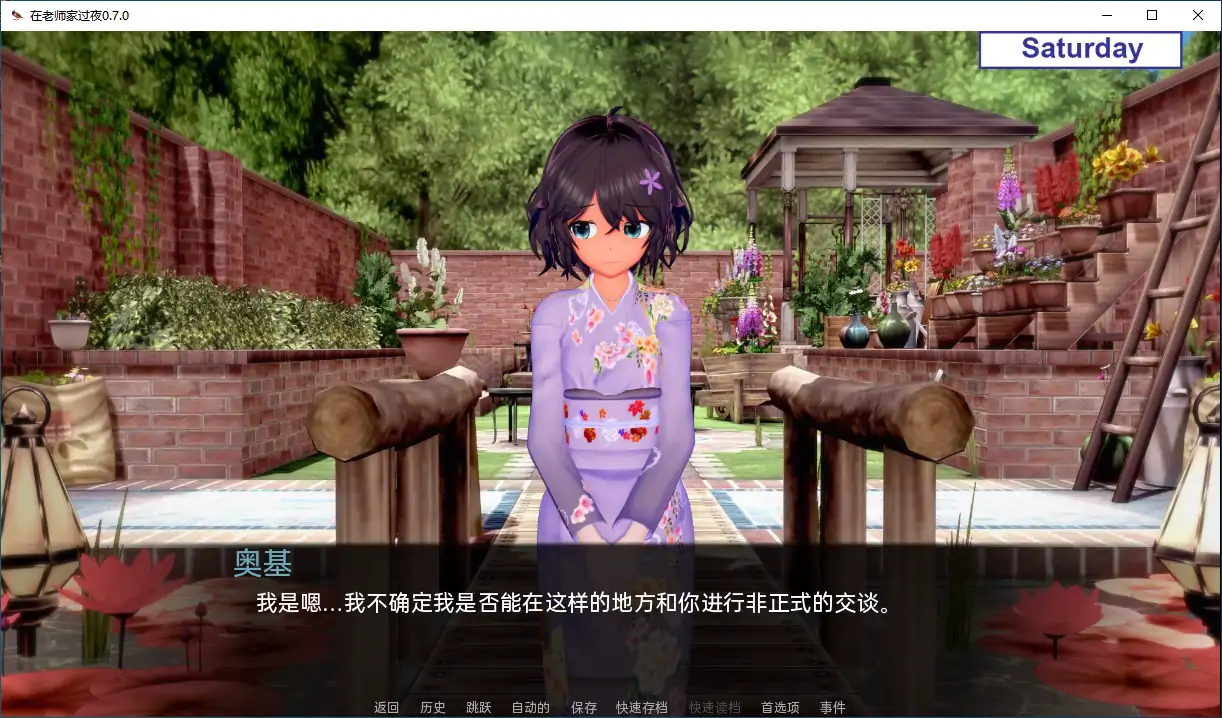 在老师家过夜0.7.0
Saturday
奥基
我是嗯...我不确定我是否能在这样的地方和你进行非正式的交谈。
返回 历史 跳跃 自动的 保存 快速存档 快速读档 首选项 事件